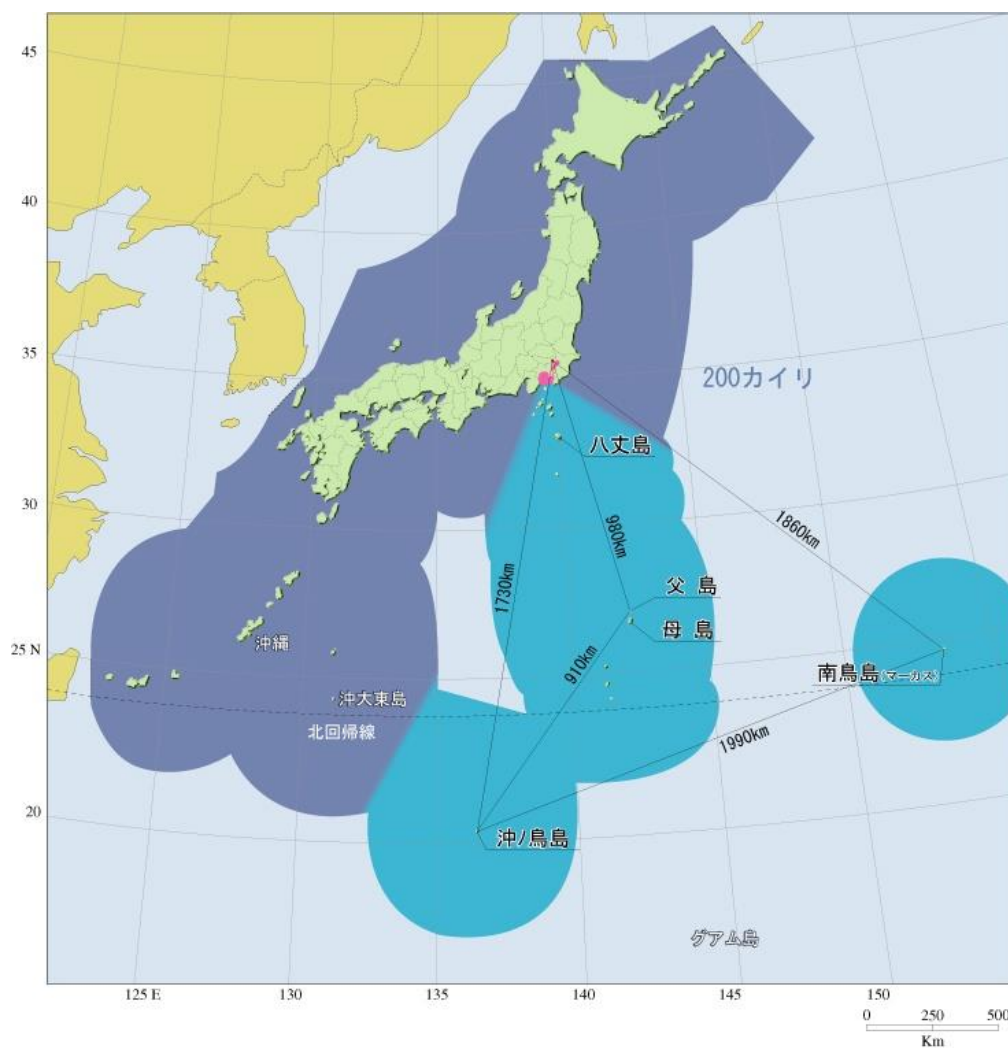 45
40
35
30
25 N
20
200カイリ
八丈島
1860km
980km
1730km
父 島
母 島
910km
沖縄
南鳥島(マーカス)
沖大東島
北回帰線
1990km
沖ノ鳥島
グアム島
125 E
130
135
140
145
150
0 250 500
Km